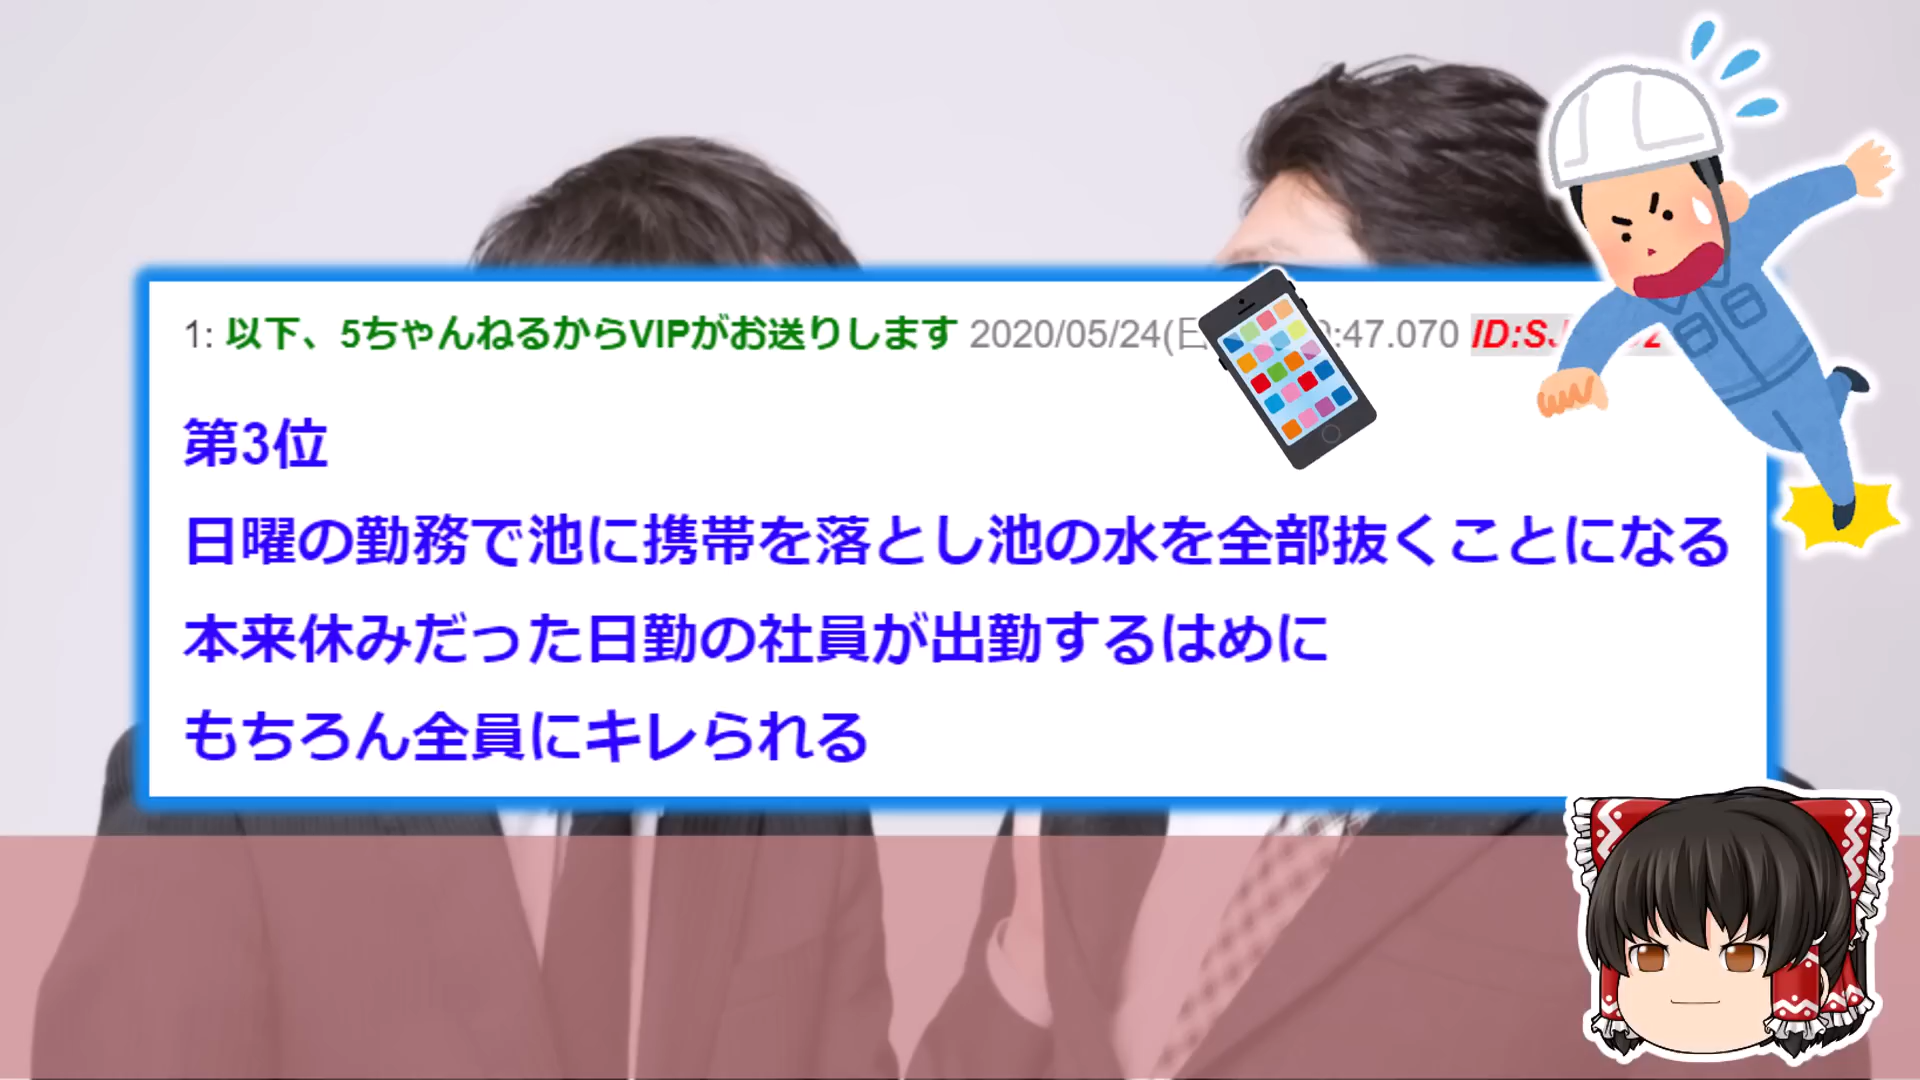 1: 以下、5ちゃんねるからVIPがお送りします 2020/05/24(日 :47.070 ID:S
第3位
日曜の勤務で池に携帯を落とし池の水を全部抜くことになる
本来休みだった日勤の社員が出勤するはめに
もちろん全員にキレられる